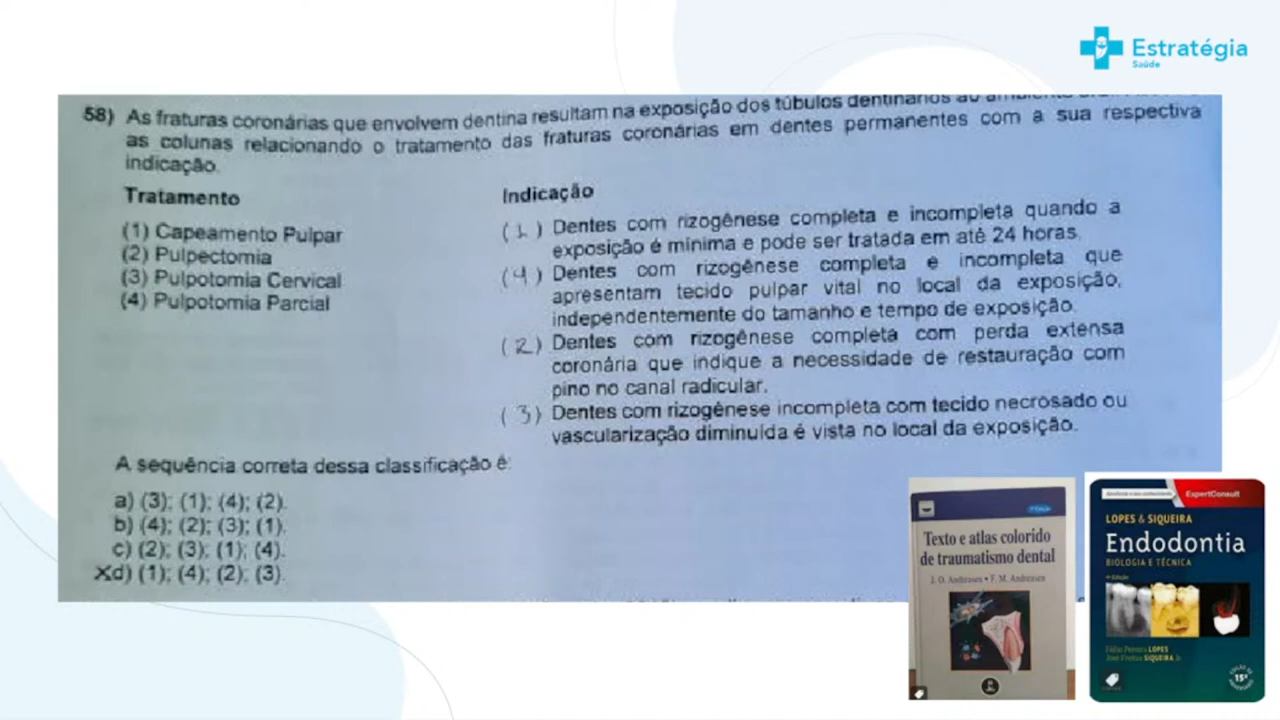 Estratégia
Saúde
58) As fraturas coronárias que envolvem dentina resultam na exposição dos túbulos dentinários ao
as colunas relacionando o tratamento das fraturas coronárias em dentes permanentes com a sua respectiva
indicação.
Tratamento
(1) Capeamento Pulpar
(2) Pulpectomia
(3) Pulpotomia Cervical
(4) Pulpotomia Parcial
Indicação
(1) Dentes com rizogênese completa e incompleta quando a
exposição é mínima e pode ser tratada em até 24 horas.
(4) Dentes com rizogênese completa e incompleta que
apresentam tecido pulpar vital no local da exposição,
independentemente do tamanho e tempo de exposição.
(2) Dentes com rizogênese completa com perda extensa
coronária que indique a necessidade de restauração com
pino no canal radicular.
(3) Dentes com rizogênese incompleta com tecido necrosado ou
vascularização diminuída é vista no local da exposição.
A sequência correta dessa classificação é:
a) (3); (1); (4); (2).
b) (4); (2); (3); (1).
c) (2); (3); (1); (4).
Xd) (1); (4); (2); (3).
Texto e atlas colorido
de traumatismo dental
J. O. Andreasen • F. M. Andreasen
ExpertConsult
LOPES & SIQUEIRA
Endodontia
BIOLOGIA E TÉCNICA
LOPES
SIQUEIRA Jr